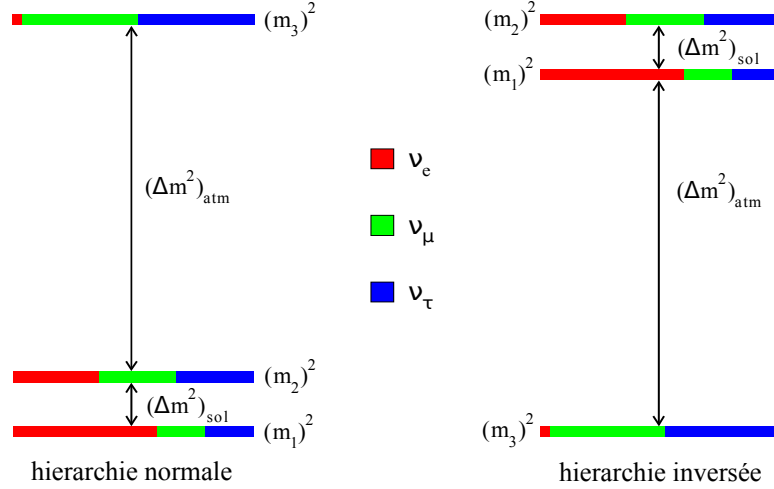 (m₃)²
(Δm²)atm
(m₂)²
(Δm²)sol
(m₁)²
hierarchie normale
νe
νμ
ντ
(m₂)²
(Δm²)sol
(m₁)²
(Δm²)atm
(m₃)²
hierarchie inversée